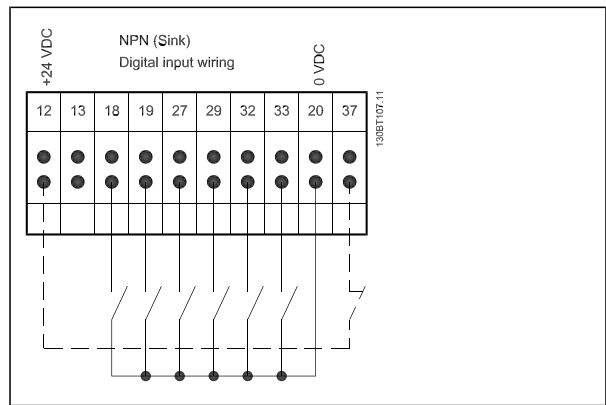 +24 VDC
NPN (Sink)
Digital input wiring
0 VDC
12 13 18 19 27 29 32 33 20 37
130BT107.11